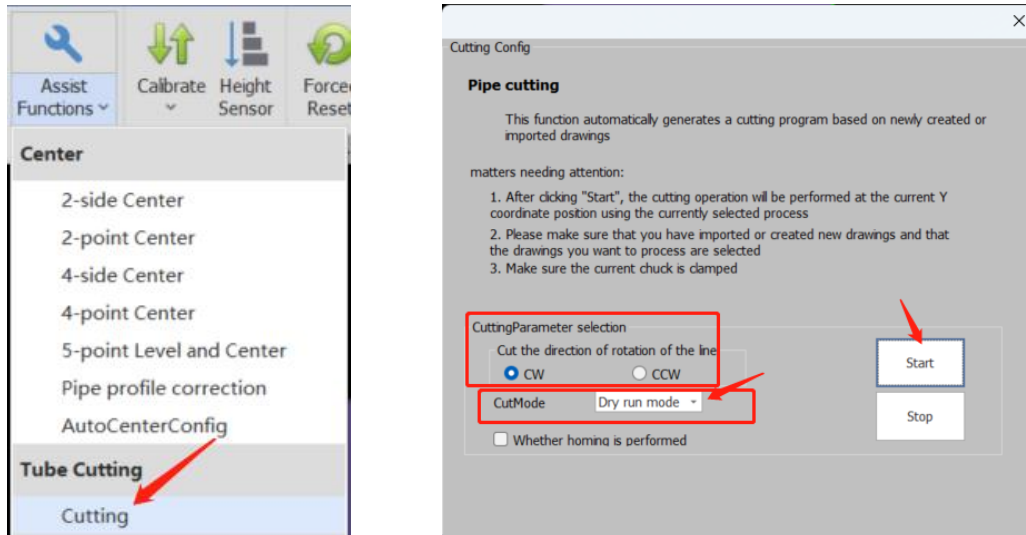 Assist
Functions
Calibrate
Height
Sensor
Force
Reset
Center
2-side Center
2-point Center
4-side Center
4-point Center
5-point Level and Center
Pipe profile correction
AutoCenterConfig
Tube Cutting
Cutting
Cutting Config
Pipe cutting
This function automatically generates a cutting program based on newly created or
imported drawings
matters needing attention:
1. After clicking "Start", the cutting operation will be performed at the current Y
coordinate position using the currently selected process
2. Please make sure that you have imported or created new drawings and that
the drawings you want to process are selected
3. Make sure the current chuck is clamped
CuttingParameter selection
Cut the direction of rotation of the line
CW
CCW
CutMode
Dry run mode
Whether homing is performed
Start
Stop